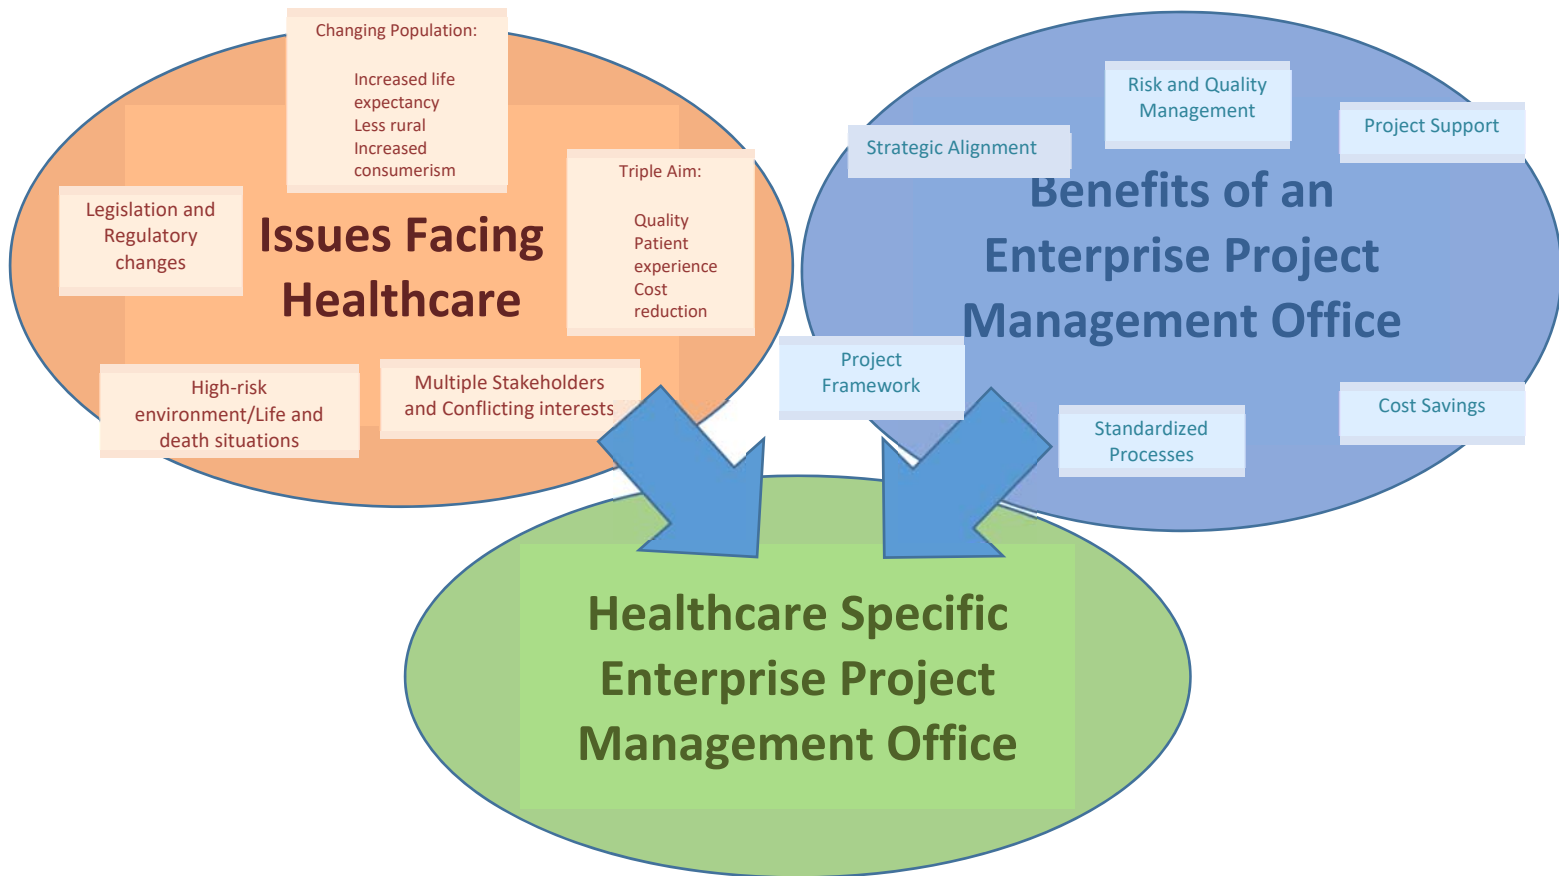 Changing Population:
Increased life
expectancy
Less rural
Increased
consumerism
Triple Aim:
Quality
Patient
experience
Cost
reduction
Legislation and
Regulatory
changes
Issues Facing
Healthcare
High-risk
environment/Life and
death situations
Multiple Stakeholders
and Conflicting interests
Risk and Quality
Management
Project Support
Strategic Alignment
Benefits of an
Enterprise Project
Management Office
Project
Framework
Cost Savings
Standardized
Processes
Healthcare Specific
Enterprise Project
Management Office